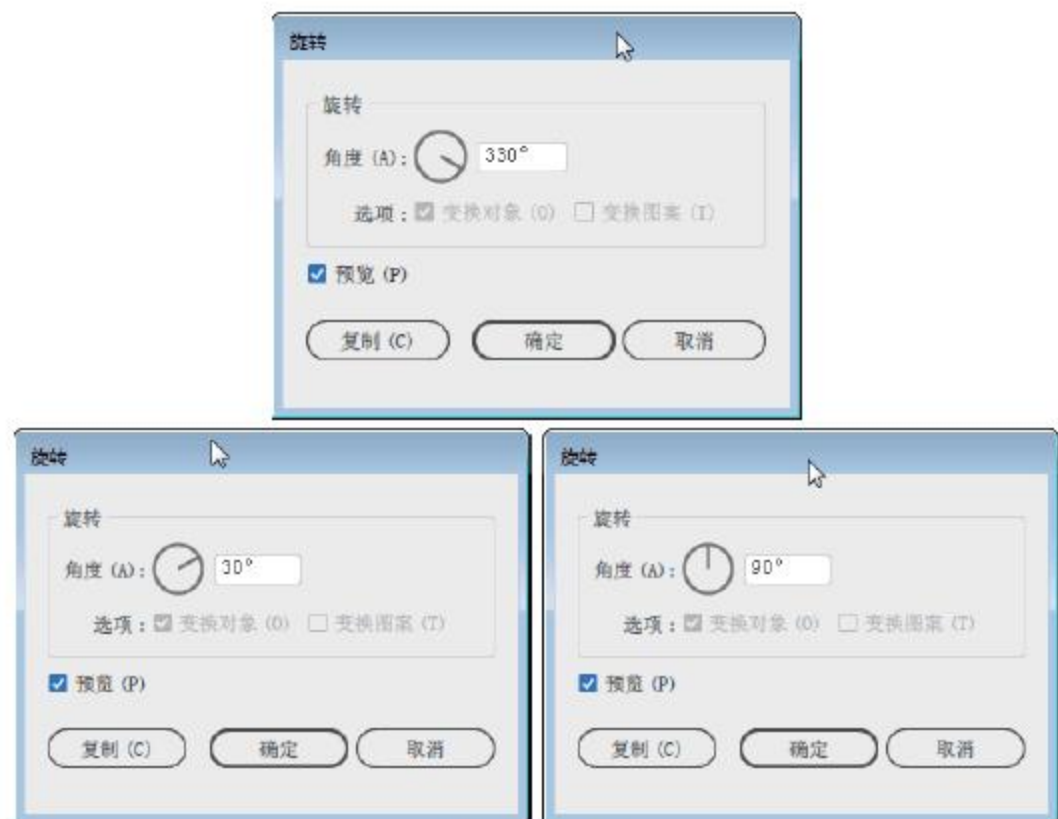 旋转
旋转
角度 (A): 330°
选项: 变换对象 (O) 变换图案 (T)
预览 (P)
复制 (C) 确定 取消
旋转
旋转
角度 (A): 30°
选项: 变换对象 (O) 变换图案 (T)
预览 (P)
复制 (C) 确定 取消
旋转
旋转
角度 (A): 90°
选项: 变换对象 (O) 变换图案 (T)
预览 (P)
复制 (C) 确定 取消